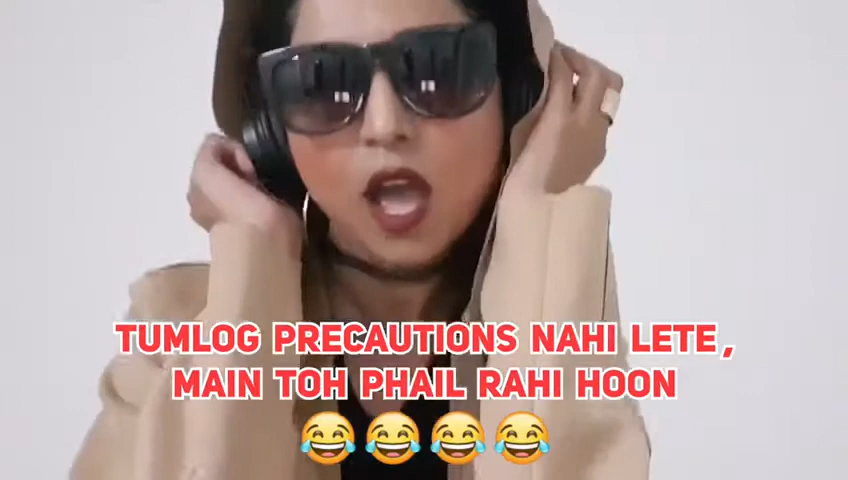 TUMLOG PRECAUTIONS NAHI LETE,
MAIN TOH PHAIL RAHI HOON
😂😂😂😂